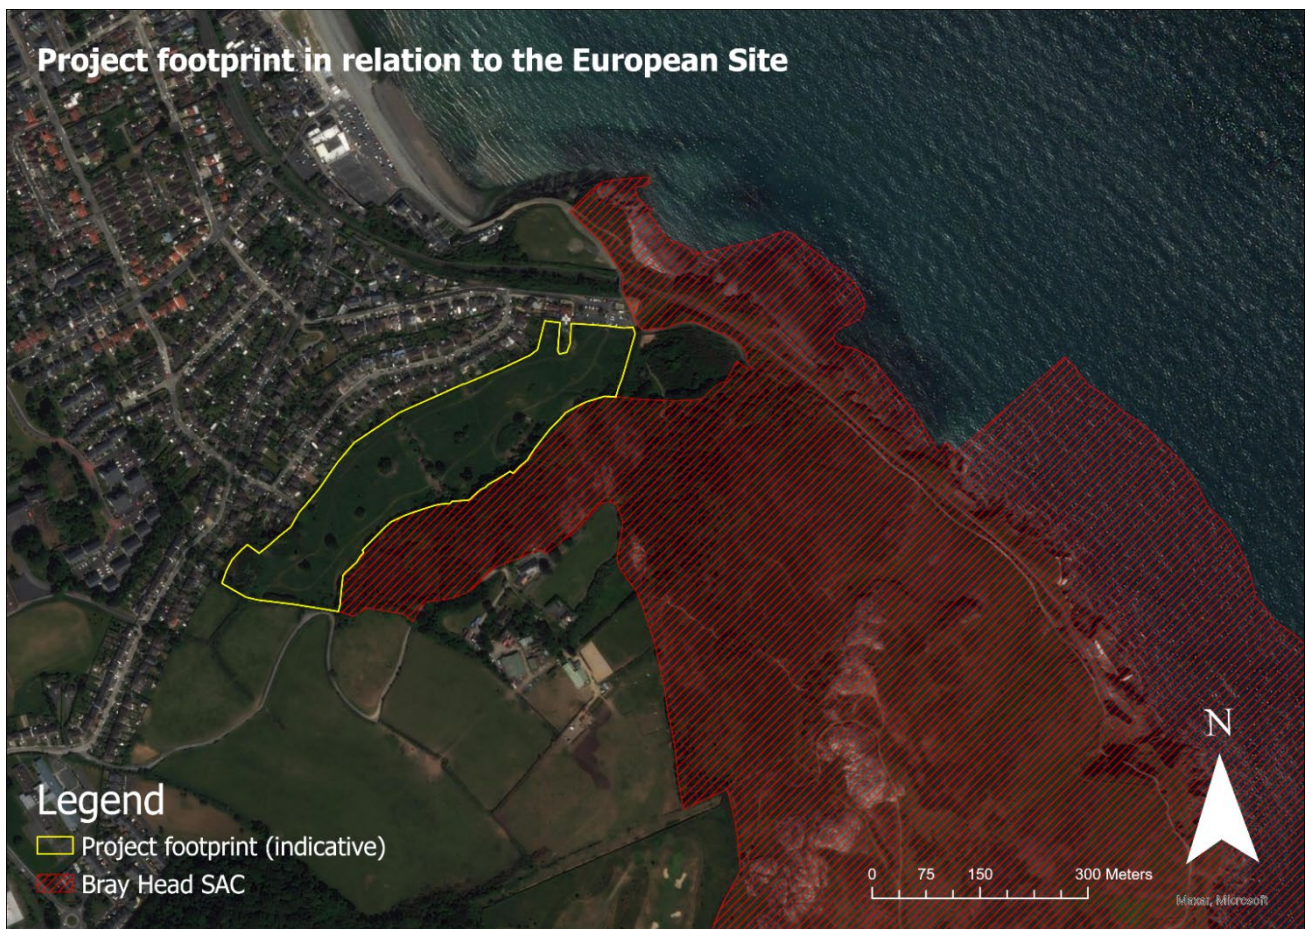 Project footprint in relation to the European Site
N
Legend
Project footprint (indicative)
Bray Head SAC
0 75 150 300 Meters
Maxar, Microsoft